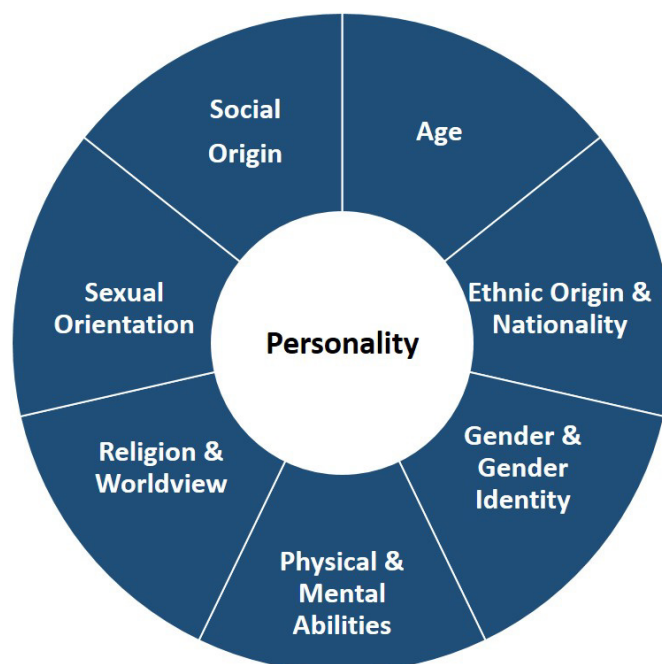 Social
Origin
Age
Ethnic Origin &
Nationality
Gender &
Gender
Identity
Physical &
Mental
Abilities
Religion &
Worldview
Sexual
Orientation
Personality